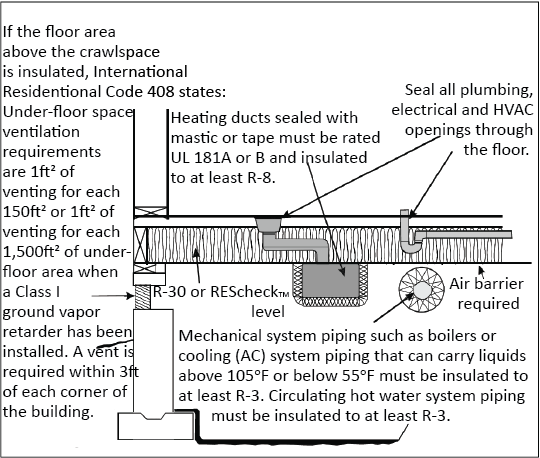 If the floor area
above the crawlspace
is insulated, International
Residential Code 408 states:
Under-floor space
ventilation
requirements
are 1ft² of
venting for each
150ft² or 1ft² of
venting for each
1,500ft² of under-
floor area when
a Class I
ground vapor
retarder has been
installed. A vent is
required within 3ft
of each corner of
the building.
Heating ducts sealed with
mastic or tape must be rated
UL 181A or B and insulated
to at least R-8.
Seal all plumbing,
electrical and HVAC
openings through
the floor.
R-30 or REScheck™
level
Air barrier
required
Mechanical system piping such as boilers or
cooling (AC) system piping that can carry liquids
above 105°F or below 55°F must be insulated to
at least R-3. Circulating hot water system piping
must be insulated to at least R-3.